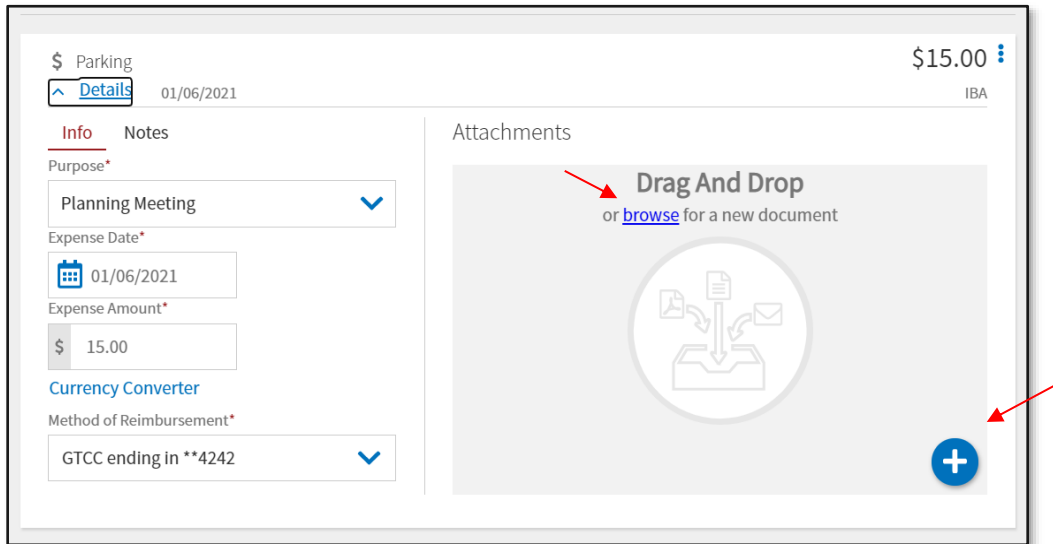 $ Parking
$15.00
Details 01/06/2021
IBA
Info Notes
Purpose*
Planning Meeting
Expense Date*
01/06/2021
Expense Amount*
$ 15.00
Currency Converter
Method of Reimbursement*
GTCC ending in **4242
Attachments
Drag And Drop
or browse for a new document